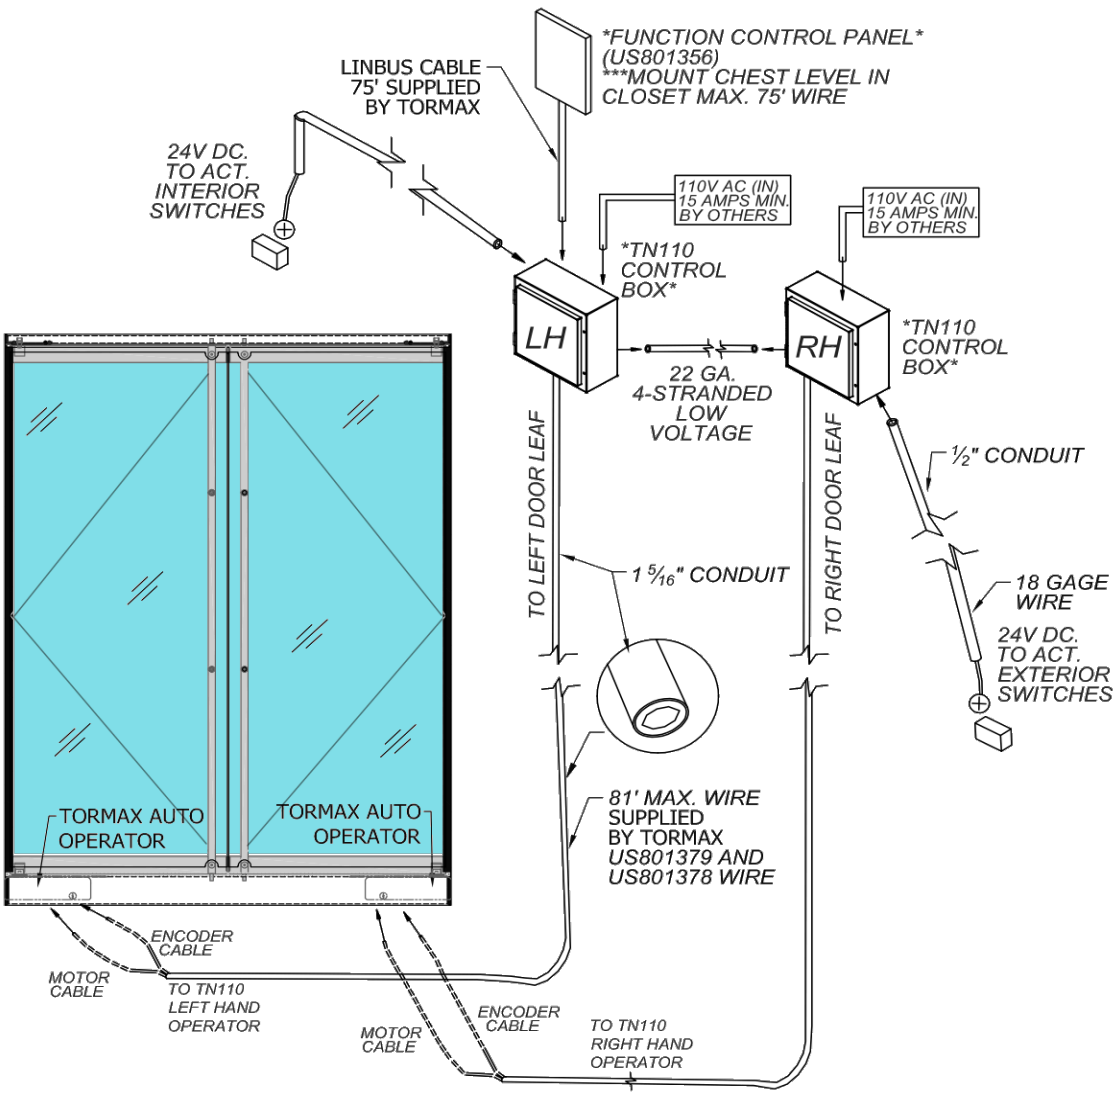 *FUNCTION CONTROL PANEL*
(US801356)
***MOUNT CHEST LEVEL IN
CLOSET MAX. 75' WIRE
LINBUS CABLE
75' SUPPLIED
BY TORMAX
24V DC.
TO ACT.
INTERIOR
SWITCHES
110V AC (IN)
15 AMPS MIN.
BY OTHERS
110V AC (IN)
15 AMPS MIN.
BY OTHERS
*TN110
CONTROL
BOX*
LH
RH
*TN110
CONTROL
BOX*
22 GA.
4-STRANDED
LOW
VOLTAGE
TO LEFT DOOR LEAF
TO RIGHT DOOR LEAF
½" CONDUIT
1 5⁄16" CONDUIT
18 GAGE
WIRE
24V DC.
TO ACT.
EXTERIOR
SWITCHES
81' MAX. WIRE
SUPPLIED
BY TORMAX
US801379 AND
US801378 WIRE
TORMAX AUTO
OPERATOR
TORMAX AUTO
OPERATOR
ENCODER
CABLE
MOTOR
CABLE
TO TN110
LEFT HAND
OPERATOR
ENCODER
CABLE
MOTOR
CABLE
TO TN110
RIGHT HAND
OPERATOR